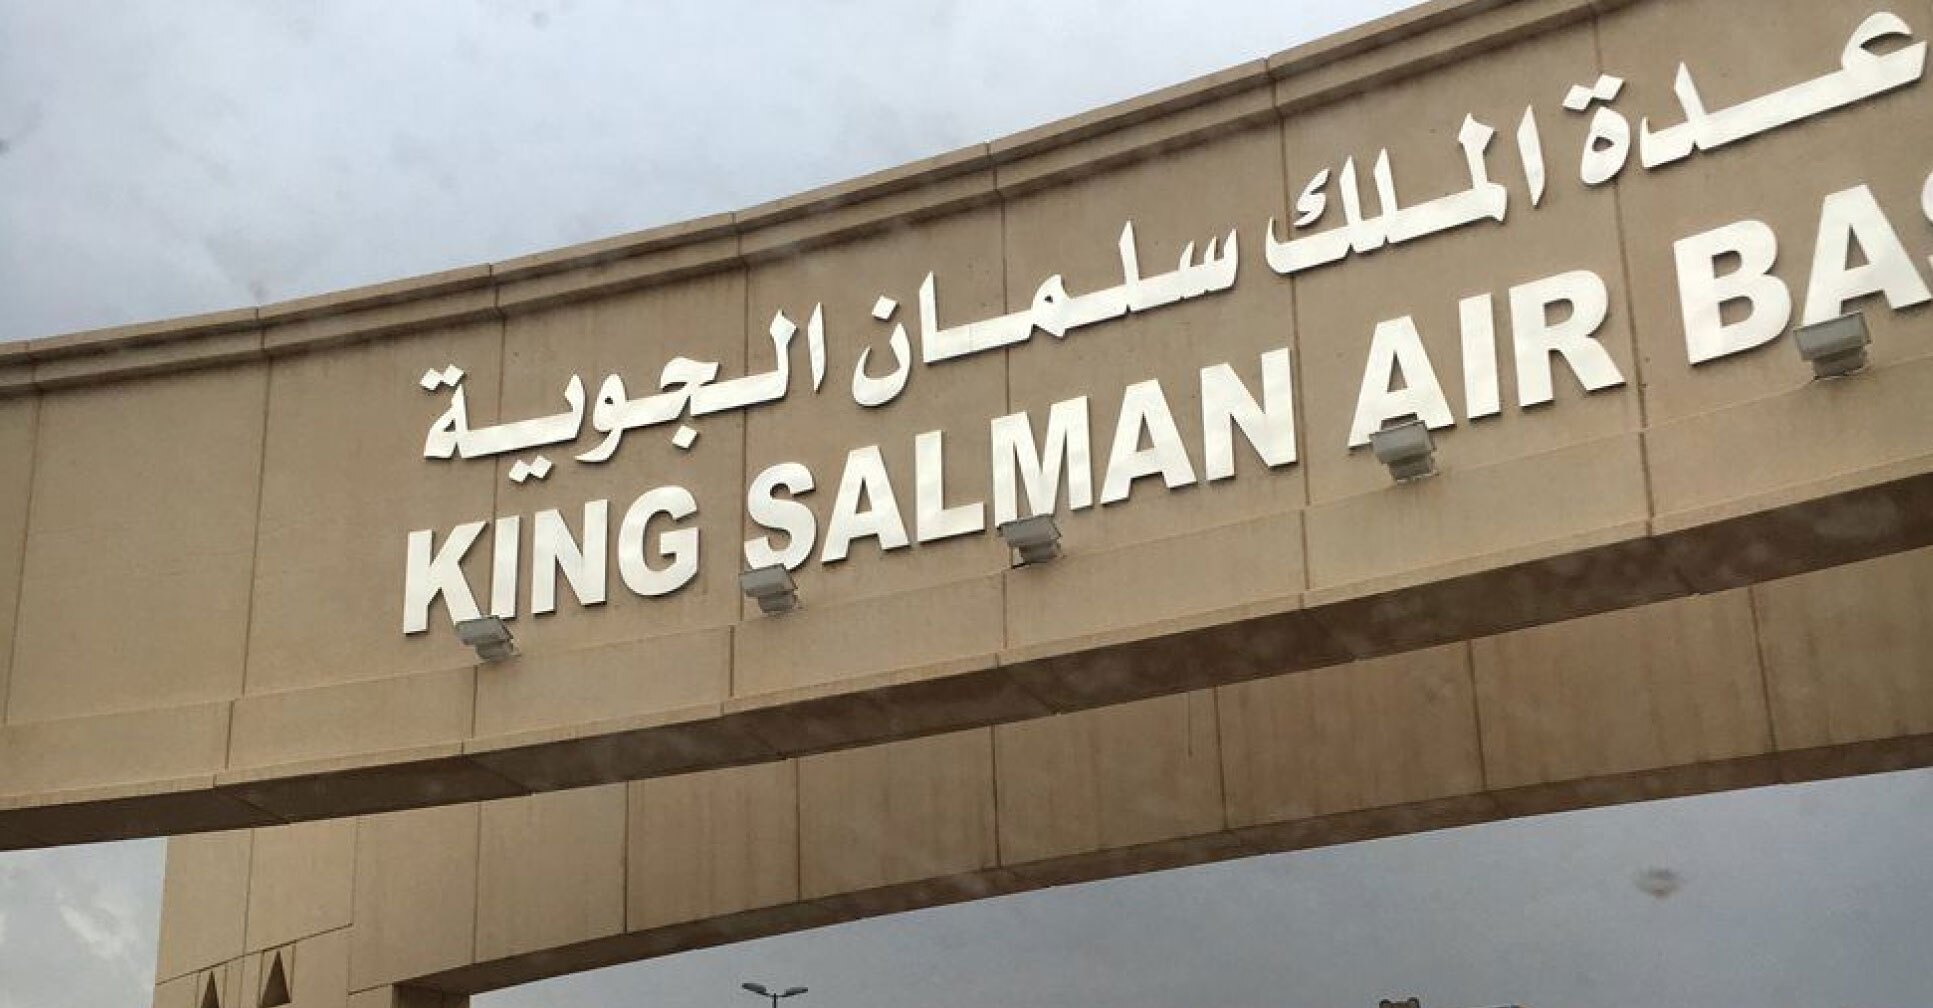 عدة الملك سلمان الجوية
KING SALMAN AIR BAS